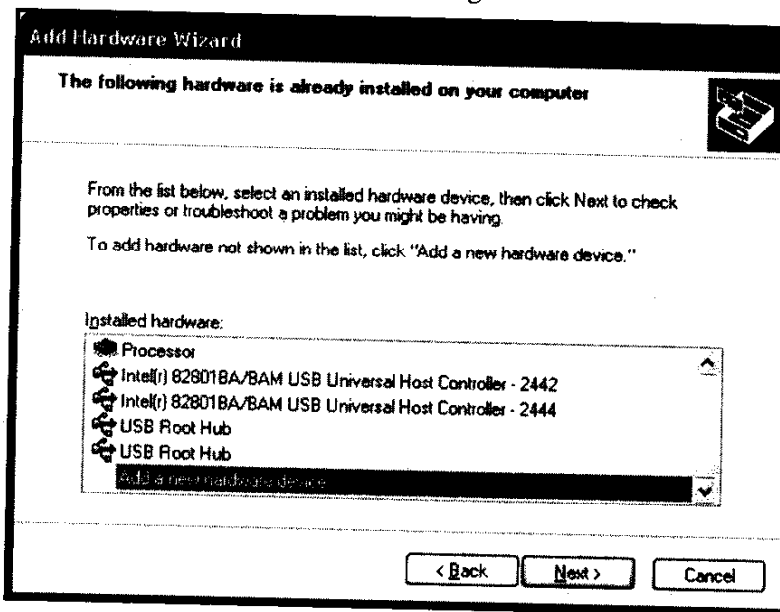 Add Hardware Wizard
The following hardware is already installed on your computer
From the list below, select an installed hardware device, then click Next to check
properties or troubleshoot a problem you might be having.
To add hardware not shown in the list, click "Add a new hardware device."
Installed hardware:
Processor
Intel(r) 82801BA/BAM USB Universal Host Controller - 2442
Intel(r) 82801BA/BAM USB Universal Host Controller - 2444
USB Root Hub
USB Root Hub
Add a new hardware device
< Back
Next >
Cancel